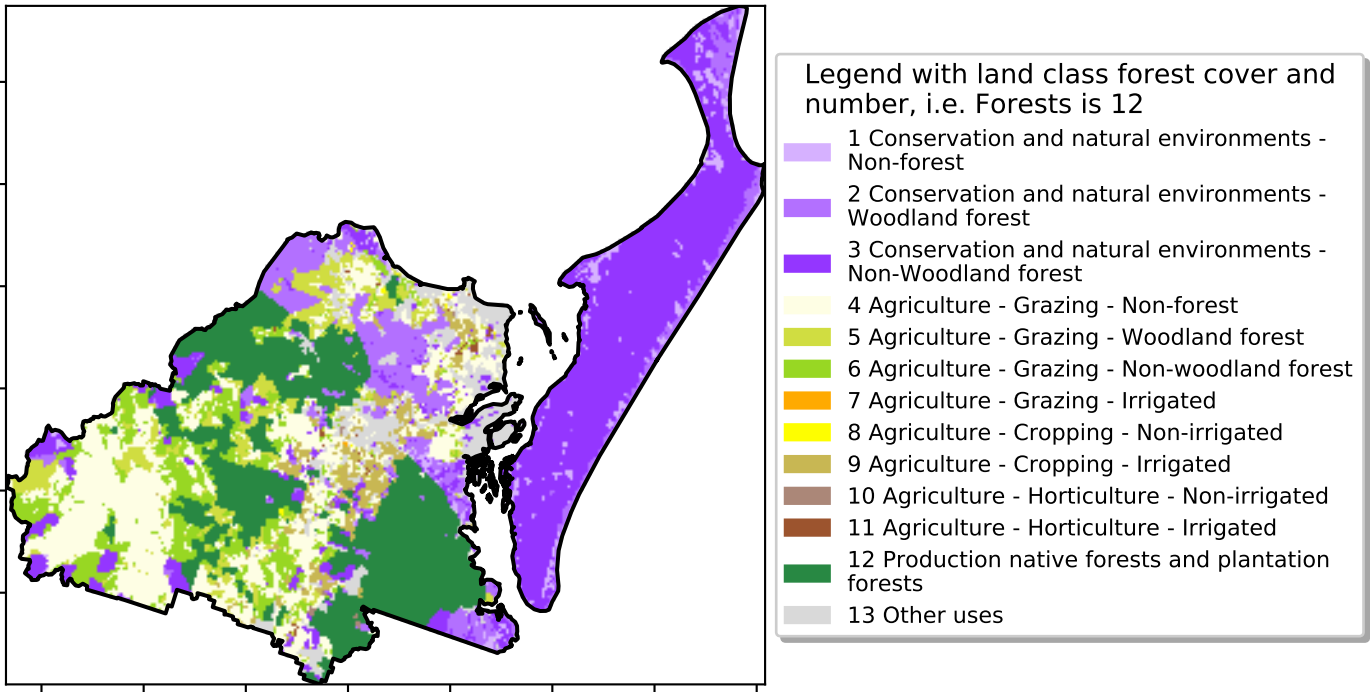 Legend with land class forest cover and
number, i.e. Forests is 12
1 Conservation and natural environments -
Non-forest
2 Conservation and natural environments -
Woodland forest
3 Conservation and natural environments -
Non-Woodland forest
4 Agriculture - Grazing - Non-forest
5 Agriculture - Grazing - Woodland forest
6 Agriculture - Grazing - Non-woodland forest
7 Agriculture - Grazing - Irrigated
8 Agriculture - Cropping - Non-irrigated
9 Agriculture - Cropping - Irrigated
10 Agriculture - Horticulture - Non-irrigated
11 Agriculture - Horticulture - Irrigated
12 Production native forests and plantation
forests
13 Other uses